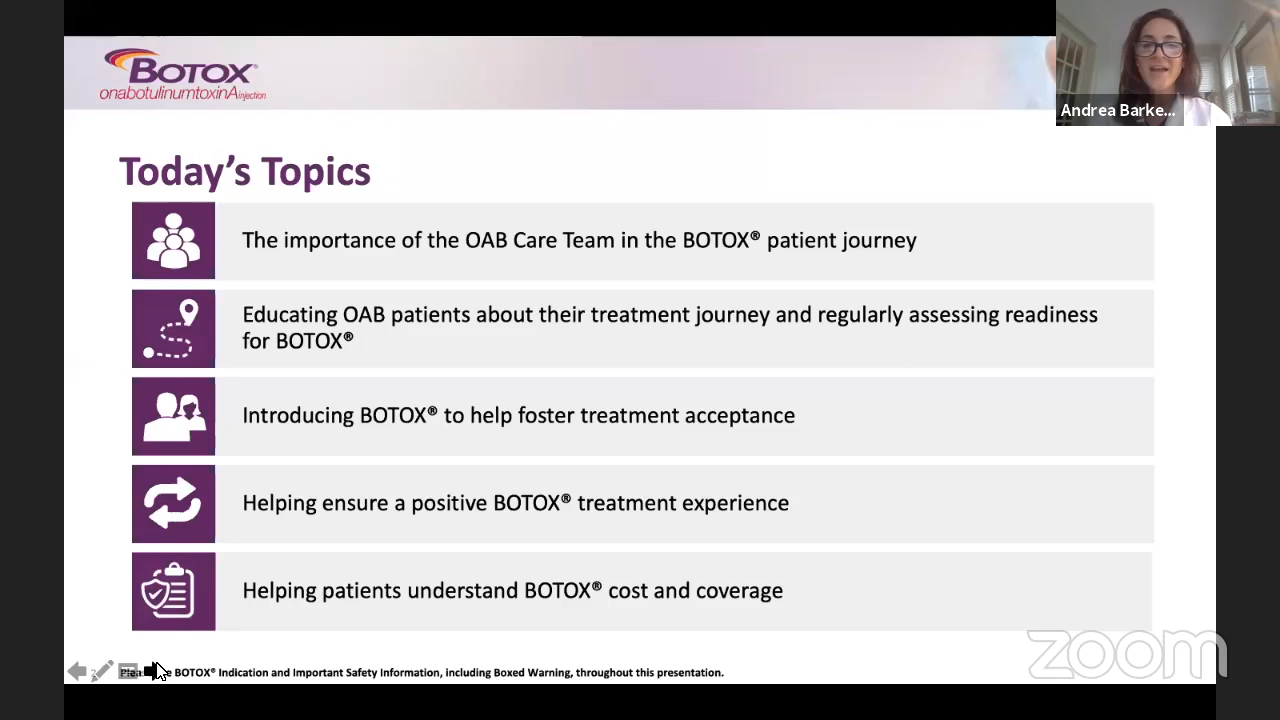 BOTOX®
onabotulinumtoxinA injection
Andrea Barke...
Today's Topics
The importance of the OAB Care Team in the BOTOX® patient journey
Educating OAB patients about their treatment journey and regularly assessing readiness
for BOTOX®
Introducing BOTOX® to help foster treatment acceptance
Helping ensure a positive BOTOX® treatment experience
Helping patients understand BOTOX® cost and coverage
BOTOX® Indication and Important Safety Information, including Boxed Warning, throughout this presentation.
zoom